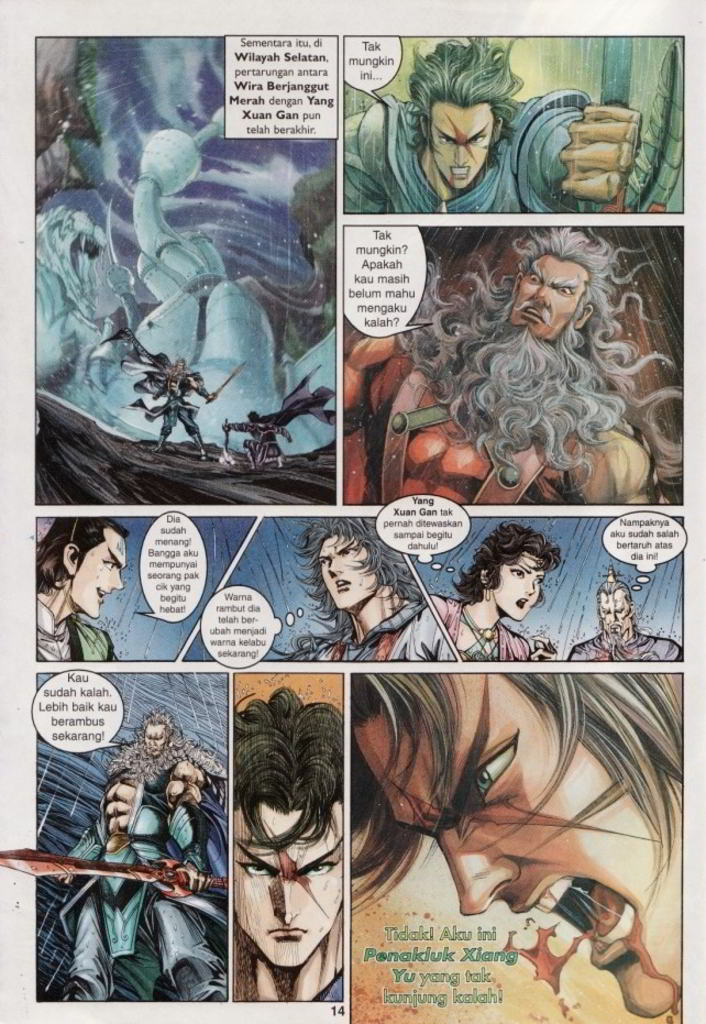 Sementara itu, di
Wilayah Selatan,
pertarungan antara
Wira Berjanggut
Merah dengan Yang
Xuan Gan pun
telah berakhir.
Tak
mungkin
ini...
Tak
mungkin?
Apakah
kau masih
belum mahu
mengaku
kalah?
Dia
sudah
menang!
Bangga aku
mempunyai
seorang pak
cik yang
begitu
hebat!
Warna
rambut dia
telah ber-
ubah menjadi
warna kelabu
sekarang!
Yang
Xuan Gan tak
pernah ditewaskan
sampai begitu
dahulu!
Nampaknya
aku sudah salah
bertaruh atas
dia ini!
Kau
sudah kalah.
Lebih baik kau
berambus
sekarang!
Tidak! Aku ini
Penakluk Xiang
Yu yang tak
kunjung kalah!
14